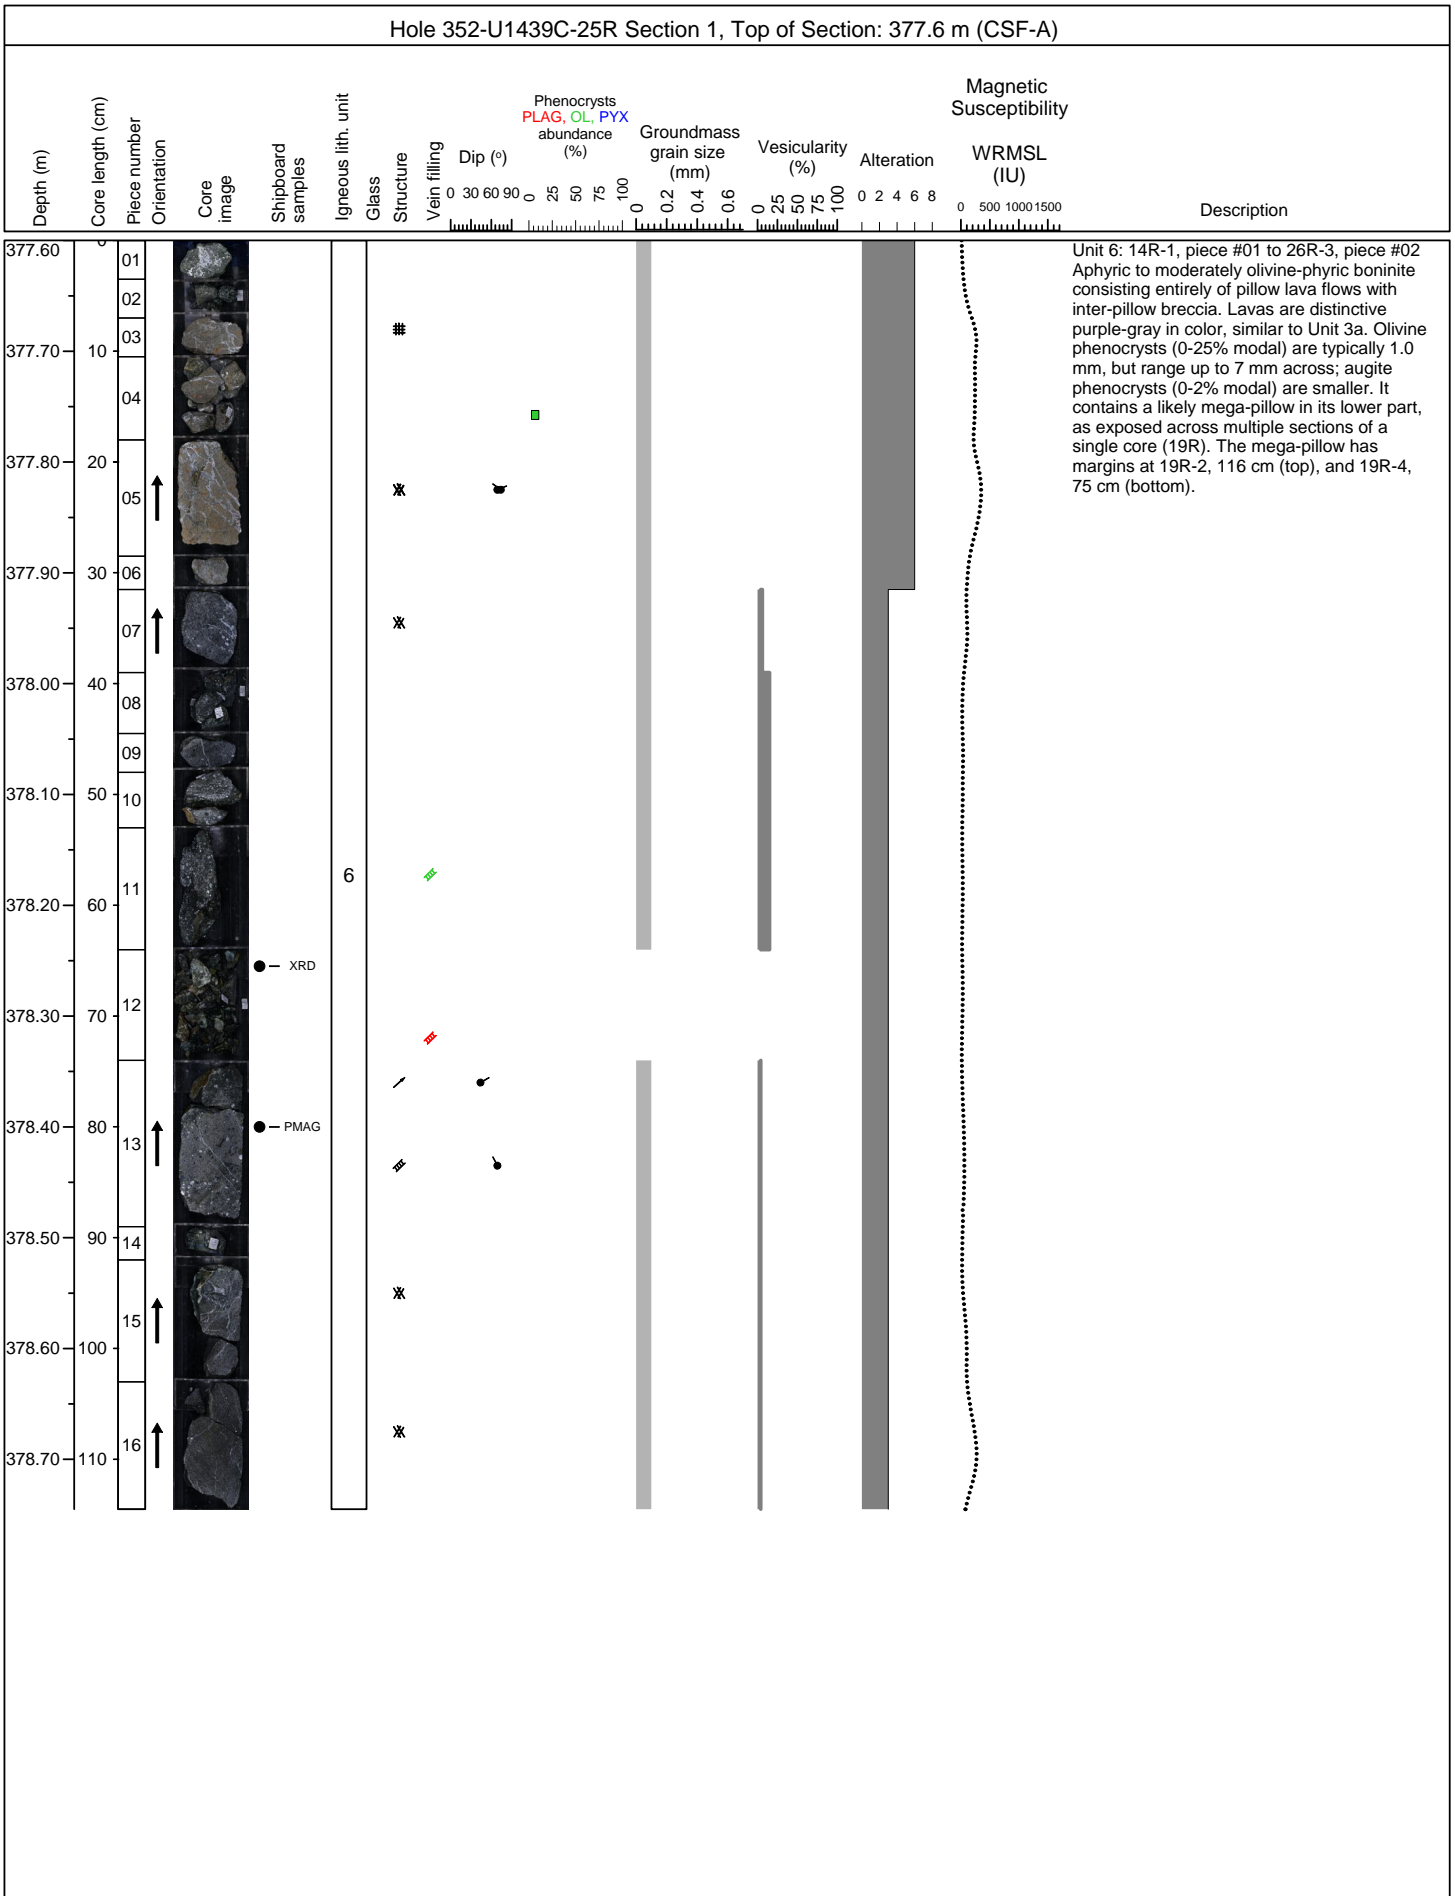 Hole 352-U1439C-25R Section 1, Top of Section: 377.6 m (CSF-A)
Depth (m)
Core length (cm)
Piece number
Orientation
Core image
Shipboard samples
Igneous lith. unit
Glass
Structure
Vein filling
Dip (o)
0 30 60 90
Phenocrysts
PLAG, OL, PYX
abundance
(%)
0 25 50 75 100
Groundmass
grain size
(mm)
0 0.2 0.4 0.6
Vesicularity
(%)
0 25 50 75 100
Alteration
0 2 4 6 8
Magnetic
Susceptibility
WRMSL
(IU)
0 500 1000 1500
Description
377.60 0 01
02
03
377.70 10
04
377.80 20
05
377.90 30 06
07
378.00 40
08
09
378.10 50 10
11
6
378.20 60
XRD
12
378.30 70
378.40 80 PMAG
13
378.50 90 14
15
378.60 100
16
378.70 110
Unit 6: 14R-1, piece #01 to 26R-3, piece #02
Aphyric to moderately olivine-phyric boninite
consisting entirely of pillow lava flows with
inter-pillow breccia. Lavas are distinctive
purple-gray in color, similar to Unit 3a. Olivine
phenocrysts (0-25% modal) are typically 1.0
mm, but range up to 7 mm across; augite
phenocrysts (0-2% modal) are smaller. It
contains a likely mega-pillow in its lower part,
as exposed across multiple sections of a
single core (19R). The mega-pillow has
margins at 19R-2, 116 cm (top), and 19R-4,
75 cm (bottom).